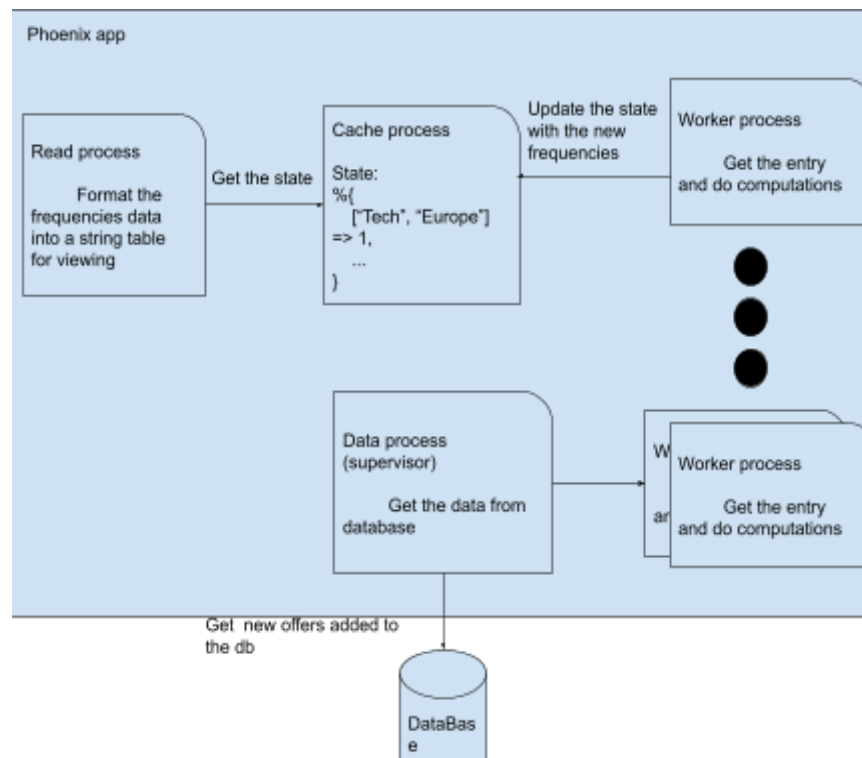 Phoenix app
Read process
Format the
frequencies data
into a string table
for viewing
Get the state
Cache process
State:
%{
["Tech", “Europe”]
=> 1,
...
}
Update the state
with the new
frequencies
Worker process
Get the entry
and do computations
Data process
(supervisor)
Get the data from
database
W
ar
Worker process
Get the entry
and do computations
Get new offers added to
the db
DataBas
e